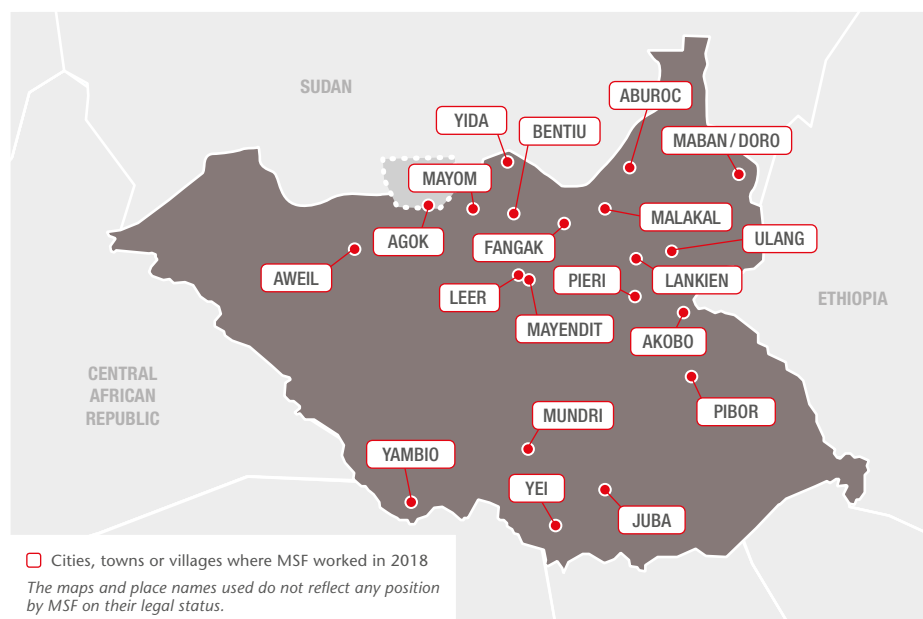 SUDAN
ABUROC
YIDA
BENTIU
MABAN / DORO
MAYOM
MALAKAL
ULANG
AGOK
FANGAK
AWEIL
PIERI
LANKIEN
LEER
ETHIOPIA
MAYENDIT
AKOBO
CENTRAL
AFRICAN
REPUBLIC
PIBOR
MUNDRI
YAMBIO
YEI
JUBA
Cities, towns or villages where MSF worked in 2018
The maps and place names used do not reflect any position
by MSF on their legal status.